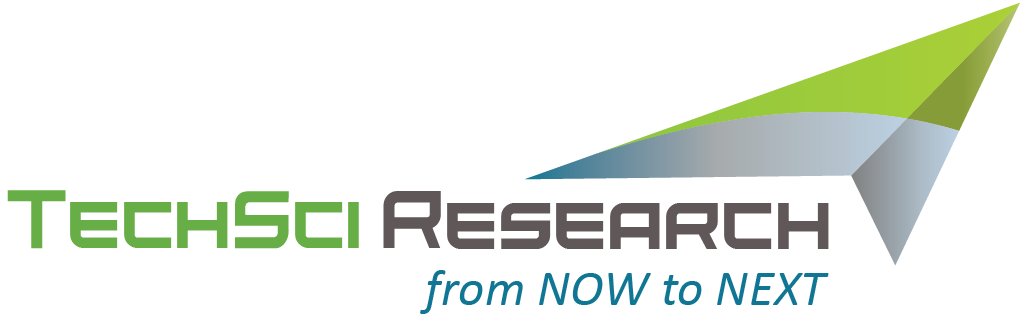 TECHSCI RESEARCH
from NOW to NEXT